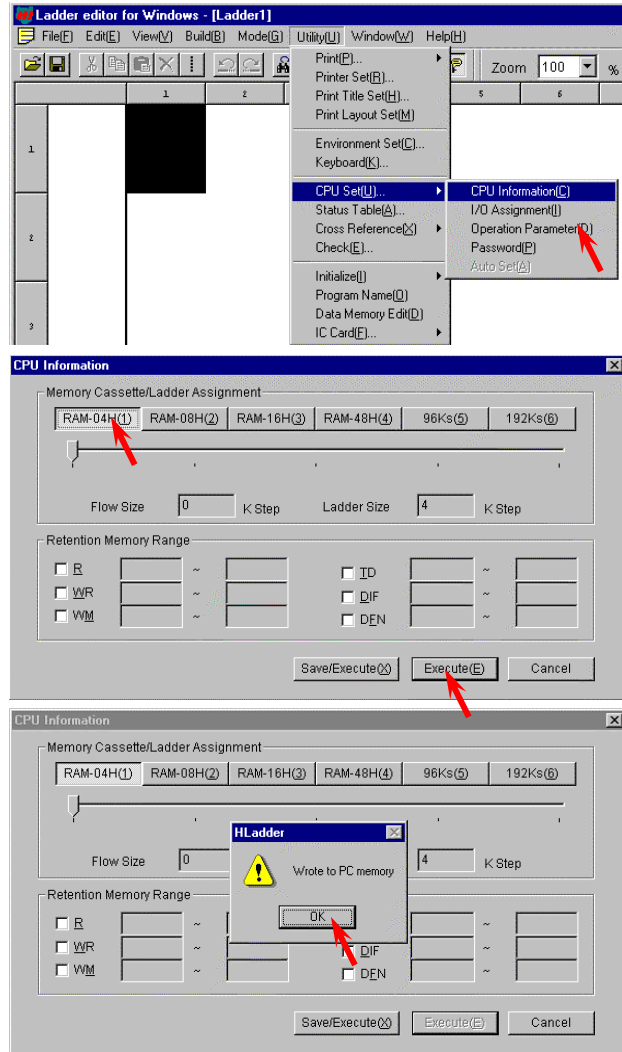 Ladder editor for Windows - [Ladder1]
File(F) Edit(E) View(V) Build(B) Mode(G) Utility(U) Window(W) Help(H)
Zoom 100 %
1 2 5 6
1
2
3
Print(P)...
Printer Set(R)...
Print Title Set(H)...
Print Layout Set(M)
Environment Set(C)...
Keyboard(K)...
CPU Set(U)...
Status Table(A)...
Cross Reference(X)
Check(E)...
Initialize(I)
Program Name(O)
Data Memory Edit(D)
IC Card(F)...
CPU Information(C)
I/O Assignment(I)
Operation Parameter(O)
Password(P)
Auto Set(A)
CPU Information
Memory Cassette/Ladder Assignment
RAM-04H(1) RAM-08H(2) RAM-16H(3) RAM-48H(4) 96Ks(5) 192Ks(6)
Flow Size 0 K Step Ladder Size 4 K Step
Retention Memory Range
R ~ TD ~
WR ~ DIF ~
WM ~ DFN ~
Save/Execute(X) Execute(E) Cancel
CPU Information
Memory Cassette/Ladder Assignment
RAM-04H(1) RAM-08H(2) RAM-16H(3) RAM-48H(4) 96Ks(5) 192Ks(6)
Flow Size 0 4 K Step
HLadder
Wrote to PC memory
OK
Retention Memory Range
R ~ ~
WR ~ DIF ~
WM ~ DFN ~
Save/Execute(X) Execute(E) Cancel